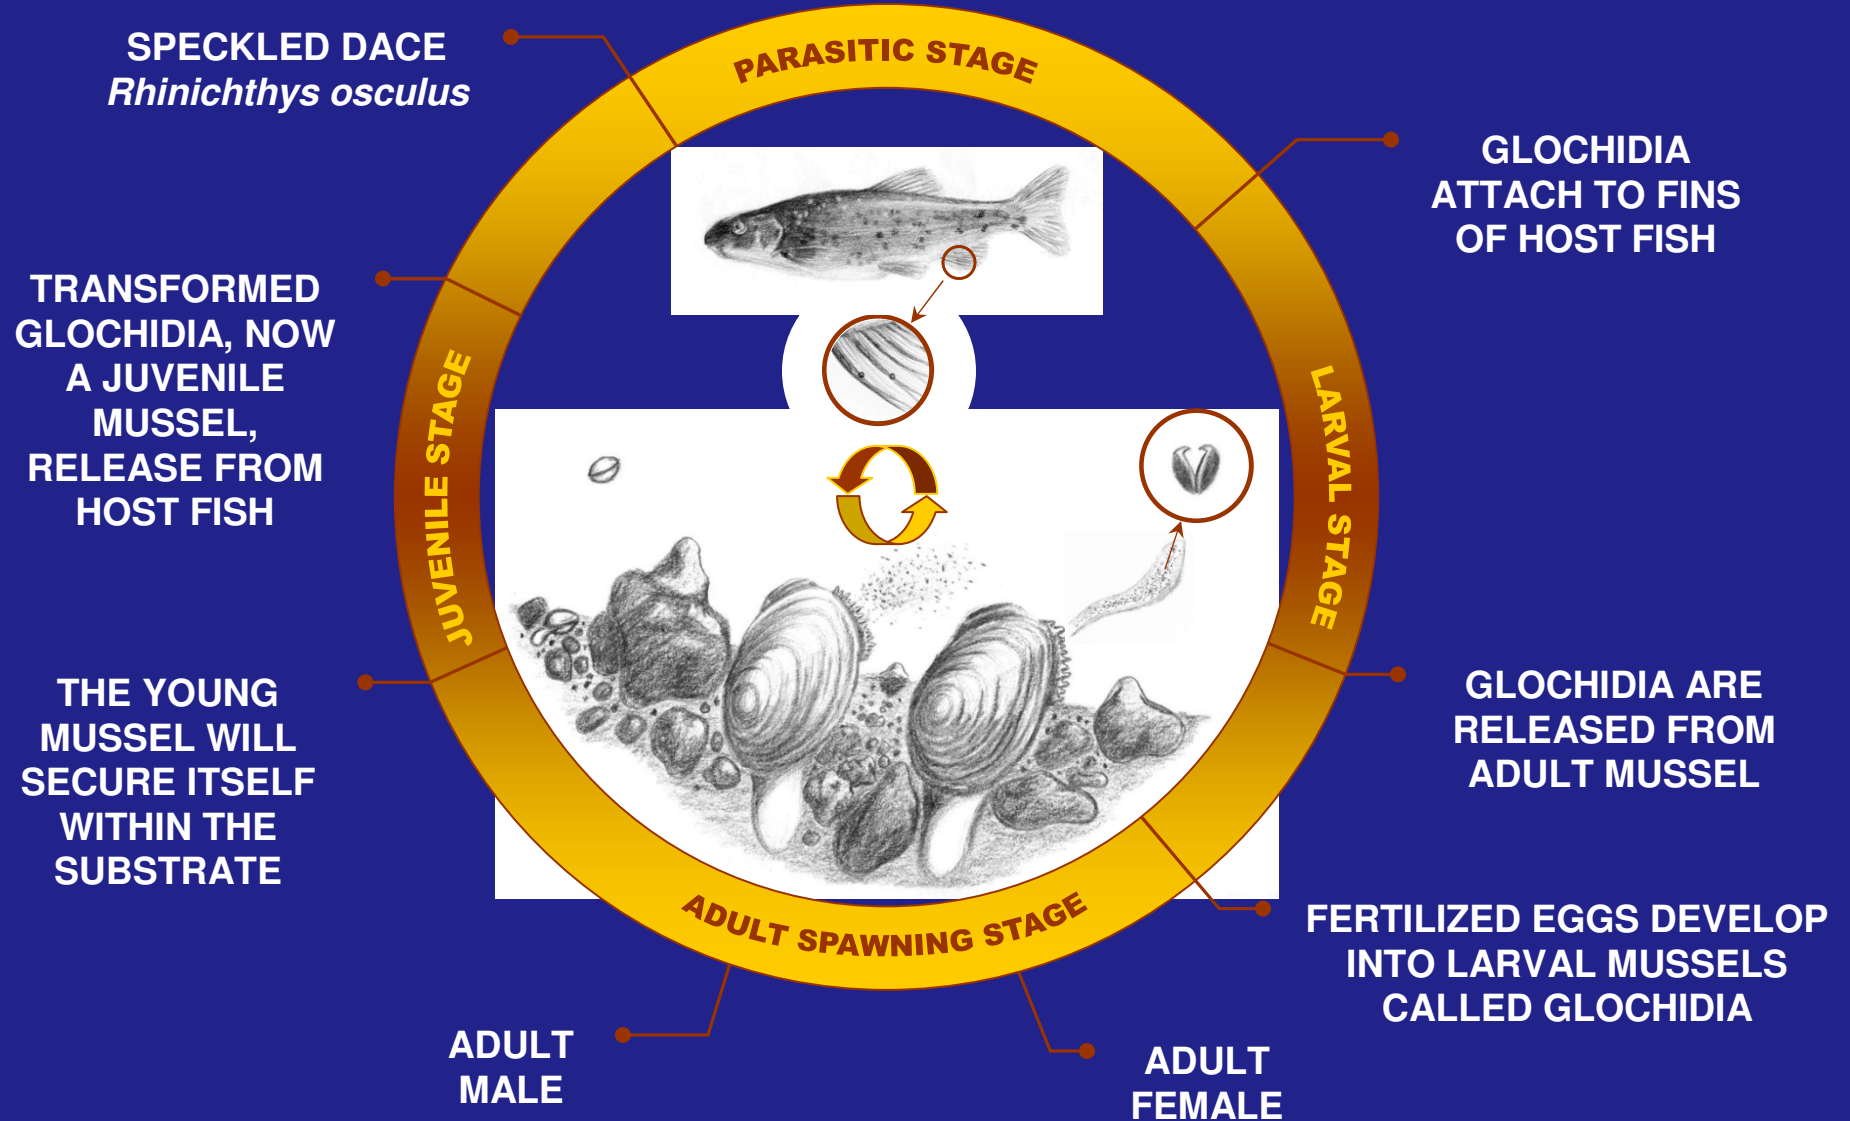 SPECKLED DACE
Rhinichthys osculus
PARASITIC STAGE
GLOCHIDIA
ATTACH TO FINS
OF HOST FISH
TRANSFORMED
GLOCHIDIA, NOW
A JUVENILE
MUSSEL,
RELEASE FROM
HOST FISH
JUVENILE STAGE
LARVAL STAGE
THE YOUNG
MUSSEL WILL
SECURE ITSELF
WITHIN THE
SUBSTRATE
GLOCHIDIA ARE
RELEASED FROM
ADULT MUSSEL
ADULT SPAWNING STAGE
FERTILIZED EGGS DEVELOP
INTO LARVAL MUSSELS
CALLED GLOCHIDIA
ADULT
MALE
ADULT
FEMALE